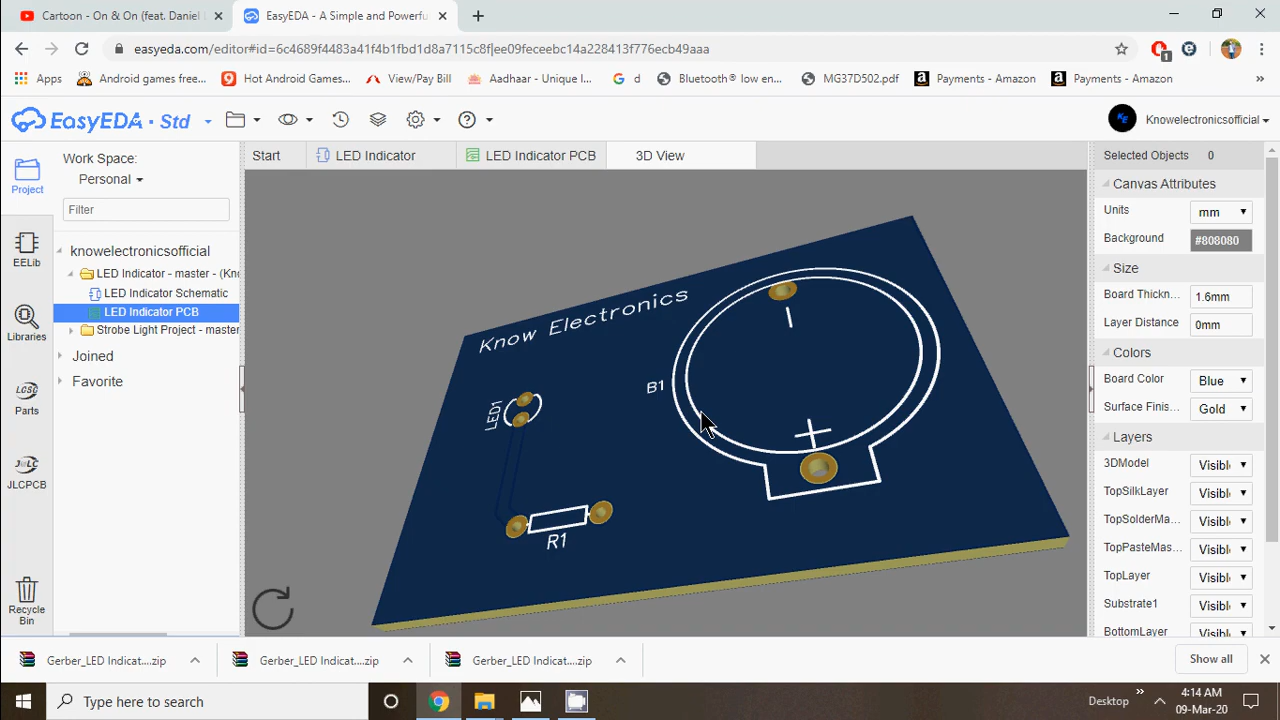 Cartoon - On & On (feat. Daniel L
EasyEDA - A Simple and Powerfu
easyeda.com/editor#id=6c4689f4483a41f4b1fbd1d8a7115c8f|ee09feceebc14a228413f776ecb49aaa
1
Apps
Android games free...
Hot Android Games...
View/Pay Bill
Aadhaar - Unique I...
d
Bluetooth® low en...
MG37D502.pdf
Payments - Amazon
Payments - Amazon
»
EasyEDA · Std
KE
Knowelectronicsofficial
Project
EELib
Libraries
LCSC
Parts
JLCPCB
Recycle
Bin
Work Space:
Personal
Filter
knowelectronicsofficial
LED Indicator - master - (Kno
LED Indicator Schematic
LED Indicator PCB
Strobe Light Project - master
Joined
Favorite
Start
LED Indicator
LED Indicator PCB
3D View
Know Electronics
LED1
B1
R1
Selected Objects 0
Canvas Attributes
Units mm
Background #808080
Size
Board Thickn... 1.6mm
Layer Distance 0mm
Colors
Board Color Blue
Surface Finis... Gold
Layers
3DModel Visibl
TopSilkLayer Visibl
TopSolderMa... Visibl
TopPasteMas... Visibl
TopLayer Visibl
Substrate1 Visibl
BottomLayer Visibl
Gerber_LED Indicat....zip
Gerber_LED Indicat....zip
Gerber_LED Indicat....zip
Show all
Type here to search
Desktop
»
4:14 AM
09-Mar-20